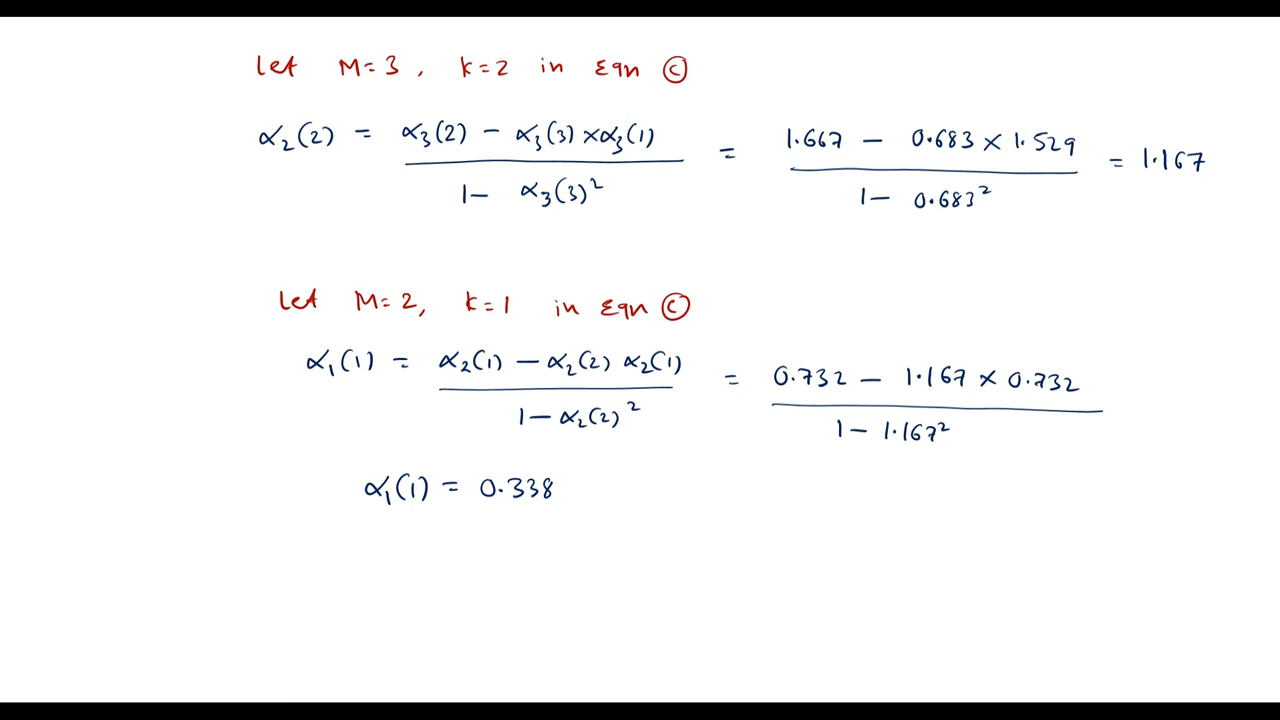 Let M=3, k=2 in Eqn ©
α₂(2) = (α₃(2) − α₃(3)×α₃(1)) / (1− α₃(3)²) = (1.667 − 0.683 × 1.529) / (1− 0.683²) = 1.167
Let M=2, k=1 in Eqn ©
α₁(1) = (α₂(1) − α₂(2) α₂(1)) / (1−α₂(2)²) = (0.732 − 1.167 × 0.732) / (1− 1.167²)
α₁(1) = 0.338